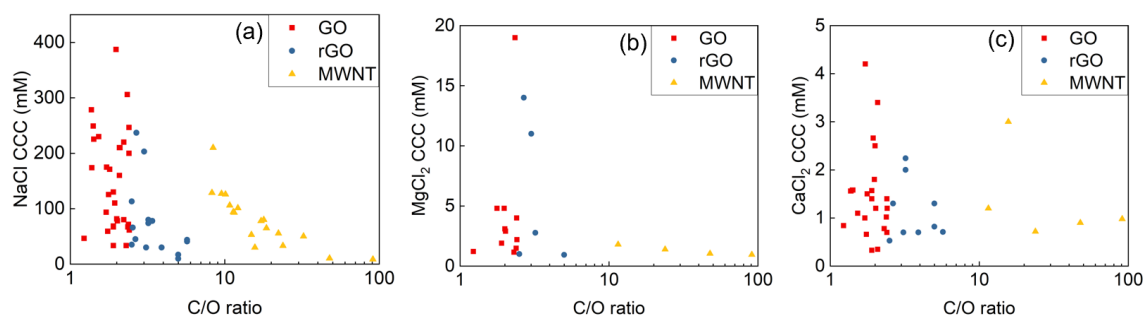 (a)
GO
rGO
MWNT
NaCl CCC (mM)
400
300
200
100
0
1
10
100
C/O ratio
(b)
GO
rGO
MWNT
MgCl₂ CCC (mM)
20
15
10
5
0
1
10
100
C/O ratio
(c)
GO
rGO
MWNT
CaCl₂ CCC (mM)
5
4
3
2
1
0
1
10
100
C/O ratio